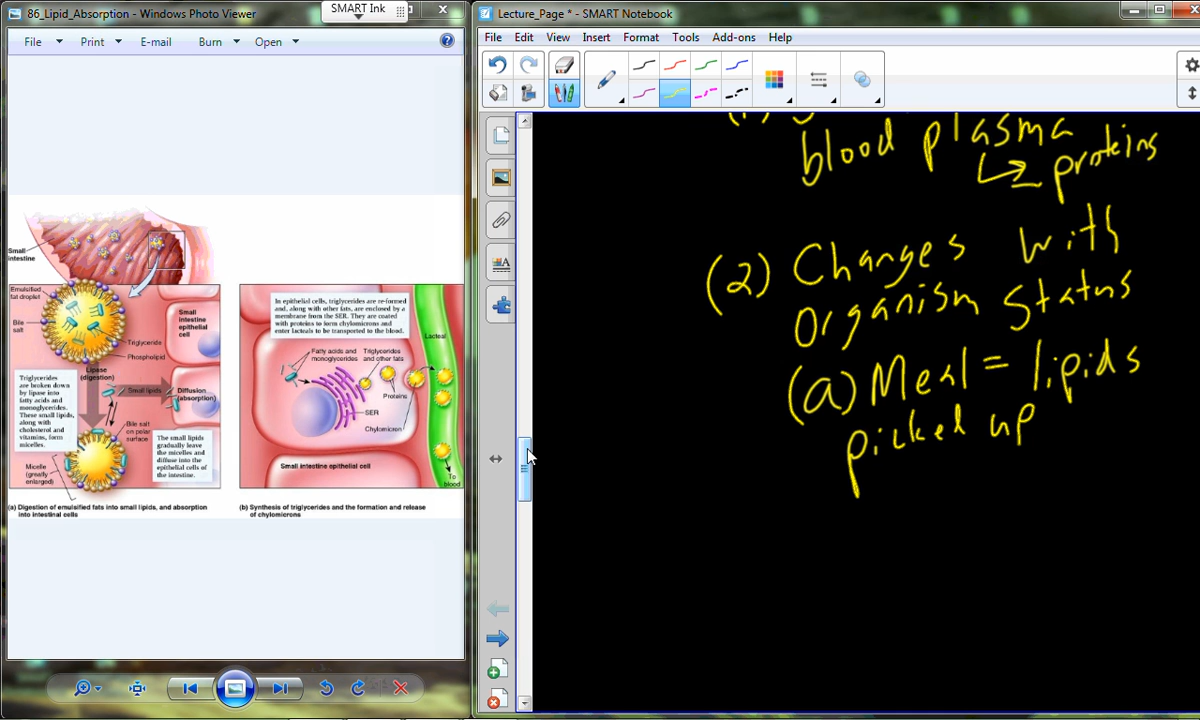 86_Lipid_Absorption - Windows Photo Viewer
SMART Ink
File Print E-mail Burn Open
Small
intestine
Emulsified
fat droplet
Bile
salt
Small
intestine
epithelial
cell
Triglyceride
Phospholipid
Lipase
(digestion)
Triglycerides
are broken down
by lipase into
fatty acids and
monoglycerides.
These small lipids,
along with
cholesterol and
vitamins, form
micelles.
Small lipids
Diffusion
(absorption)
Bile salt
on polar
surface
The small lipids
gradually leave
the micelles and
diffuse into the
epithelial cells of
the intestine.
Micelle
(greatly
enlarged)
(a) Digestion of emulsified fats into small lipids, and absorption
into intestinal cells
In epithelial cells, triglycerides are re-formed
and, along with other fats, are enclosed by a
membrane from the SER. They are coated
with proteins to form chylomicrons and
enter lacteals to be transported to the blood.
Lacteal
Fatty acids and
monoglycerides
Triglycerides
and other fats
Proteins
SER
Chylomicron
Small intestine epithelial cell
To
blood
(b) Synthesis of triglycerides and the formation and release
of chylomicrons
Lecture_Page * - SMART Notebook
File Edit View Insert Format Tools Add-ons Help
blood plasma
proteins
(2) Changes with
organism status
(a) Meal = lipids
picked up